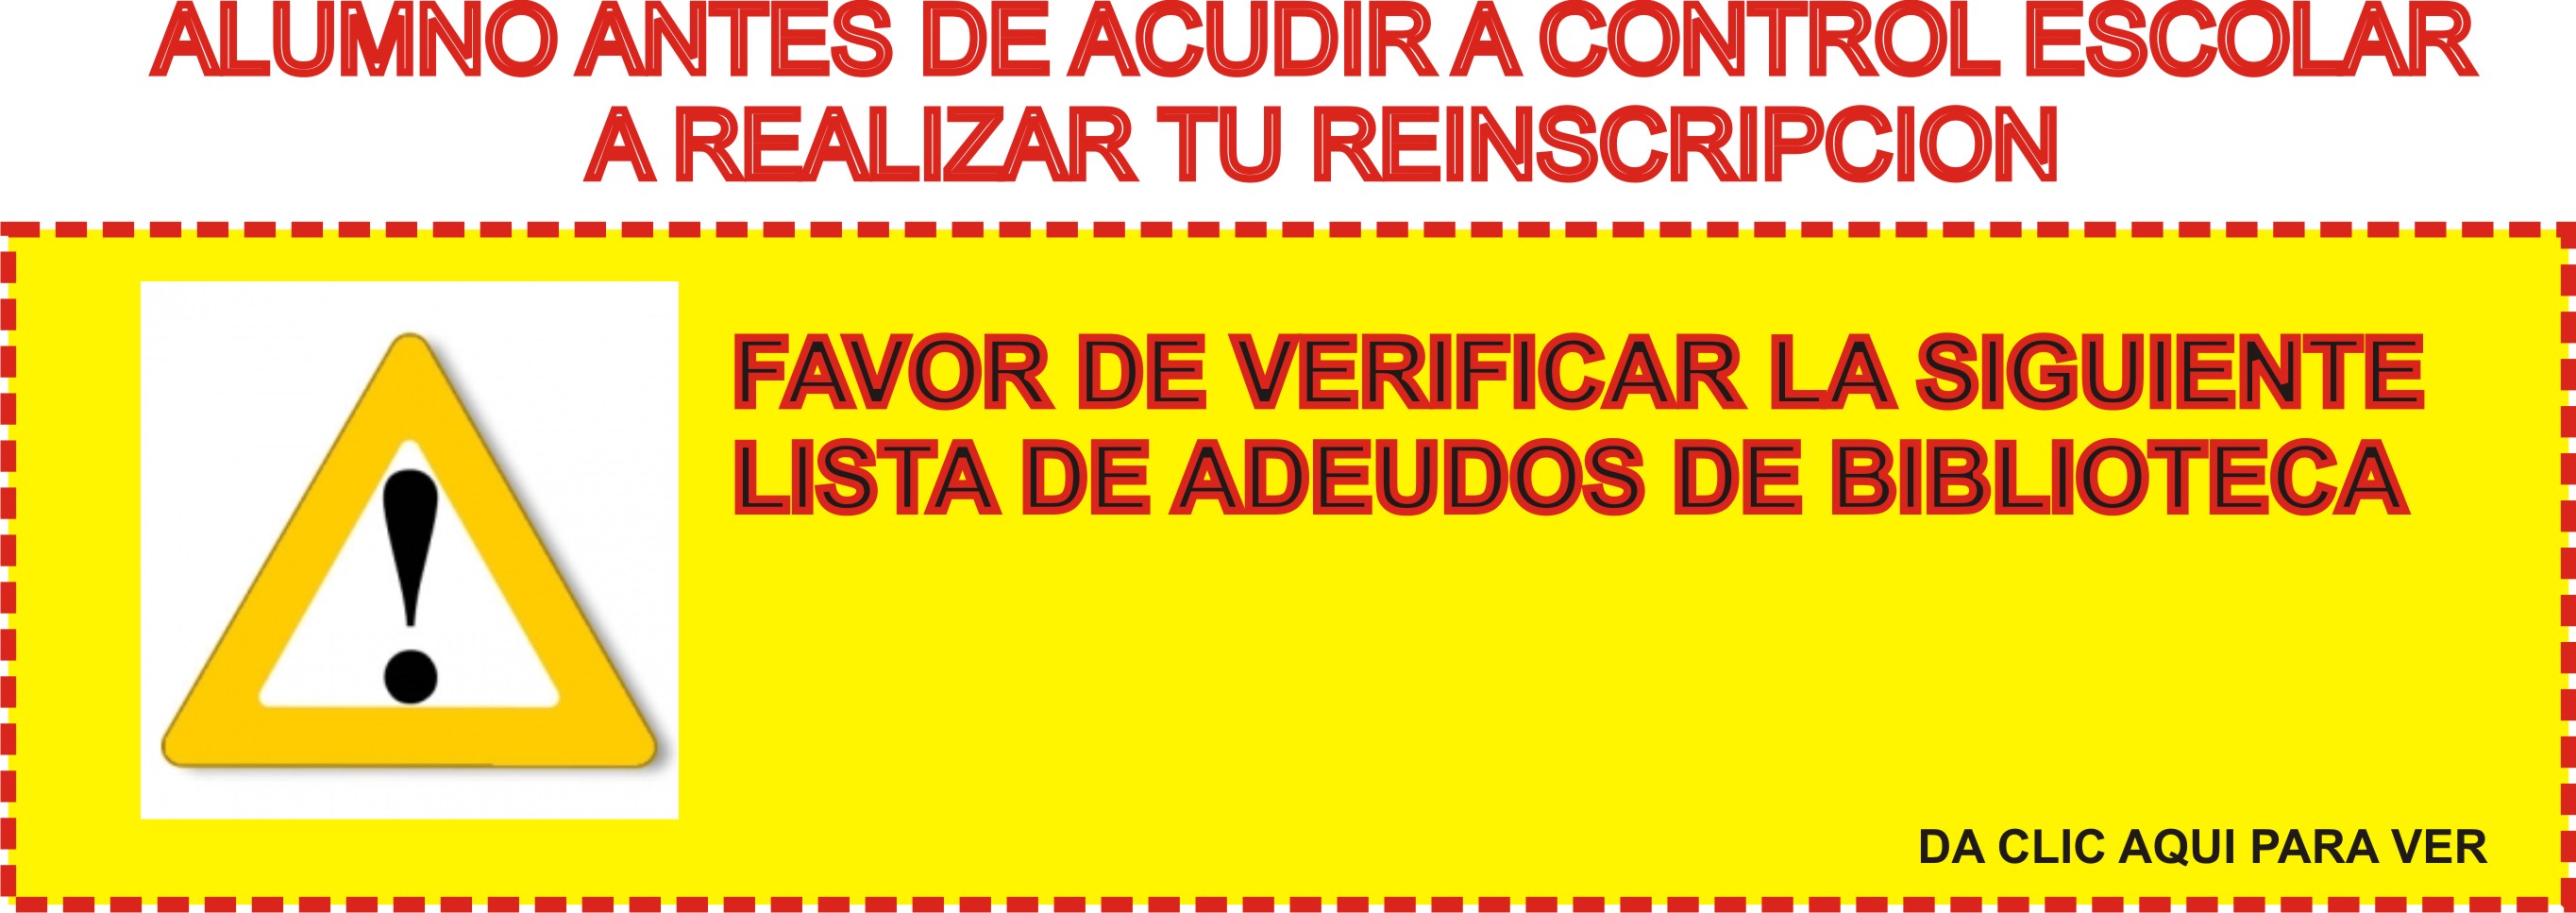 ALUMNO ANTES DE ACUDIR A CONTROL ESCOLAR
A REALIZAR TU REINSCRIPCION
FAVOR DE VERIFICAR LA SIGUIENTE
LISTA DE ADEUDOS DE BIBLIOTECA
DA CLIC AQUI PARA VER